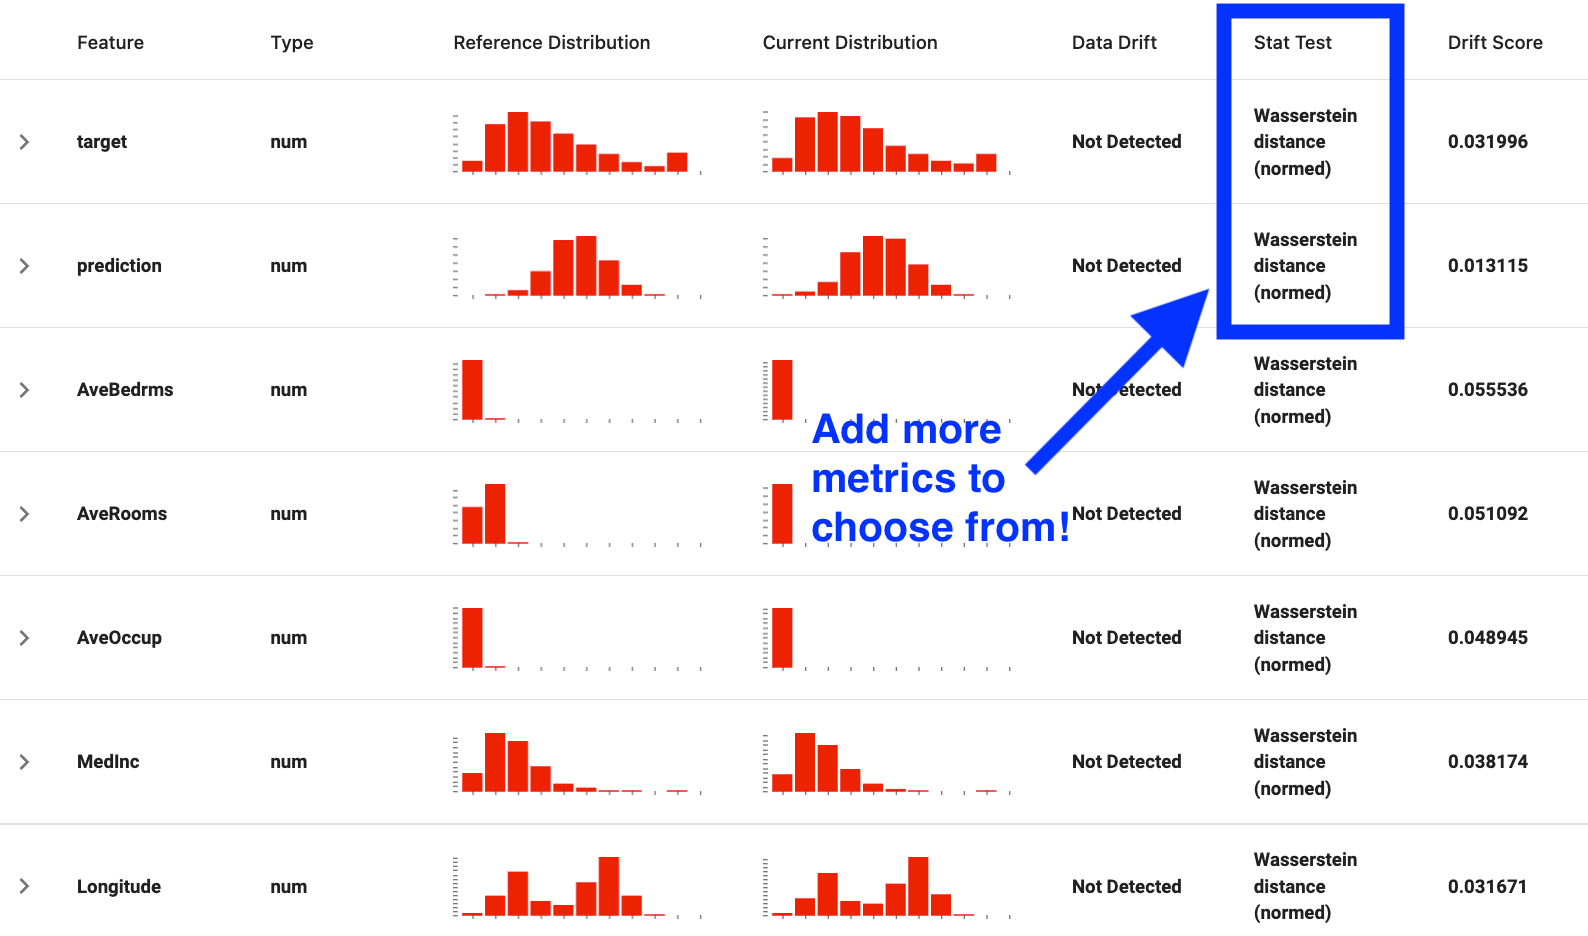 Feature Type Reference Distribution Current Distribution Data Drift Stat Test Drift Score
target num Not Detected Wasserstein distance (normed) 0.031996
prediction num Not Detected Wasserstein distance (normed) 0.013115
AveBedrms num Not Detected Wasserstein distance (normed) 0.055536
Add more
metrics to
choose from!
AveRooms num Not Detected Wasserstein distance (normed) 0.051092
AveOccup num Not Detected Wasserstein distance (normed) 0.048945
MedInc num Not Detected Wasserstein distance (normed) 0.038174
Longitude num Not Detected Wasserstein distance (normed) 0.031671